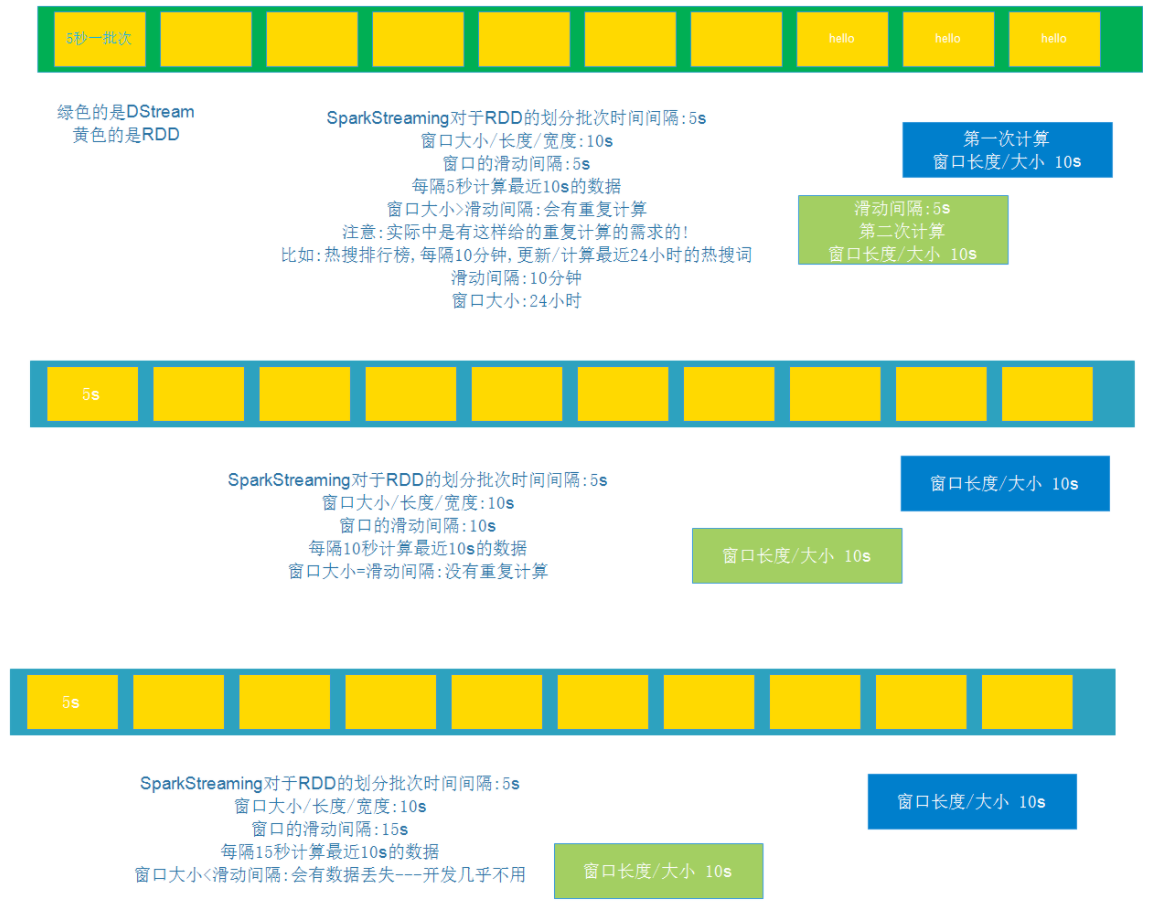 5秒一批次
hello
hello
hello
绿色的是DStream
黄色的是RDD
SparkStreaming对于RDD的划分批次时间间隔:5s
窗口大小/长度/宽度:10s
窗口的滑动间隔:5s
每隔5秒计算最近10s的数据
窗口大小>滑动间隔:会有重复计算
注意:实际中是有这样给的重复计算的需求的!
比如:热搜排行榜,每隔10分钟,更新/计算最近24小时的热搜词
滑动间隔:10分钟
窗口大小:24小时
第一次计算
窗口长度/大小 10s
滑动间隔:5s
第二次计算
窗口长度/大小 10s
5s
SparkStreaming对于RDD的划分批次时间间隔:5s
窗口大小/长度/宽度:10s
窗口的滑动间隔:10s
每隔10秒计算最近10s的数据
窗口大小=滑动间隔:没有重复计算
窗口长度/大小 10s
窗口长度/大小 10s
5s
SparkStreaming对于RDD的划分批次时间间隔:5s
窗口大小/长度/宽度:10s
窗口的滑动间隔:15s
每隔15秒计算最近10s的数据
窗口大小<滑动间隔:会有数据丢失---开发几乎不用
窗口长度/大小 10s
窗口长度/大小 10s